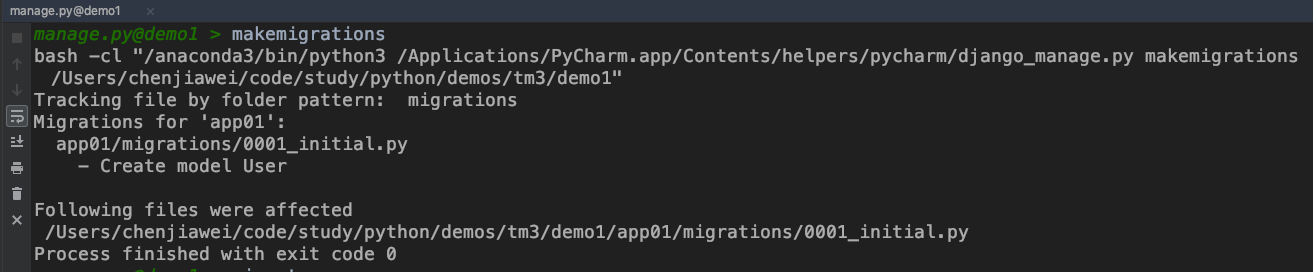 manage.py@demo1
manage.py@demo1 > makemigrations
bash -cl "/anaconda3/bin/python3 /Applications/PyCharm.app/Contents/helpers/pycharm/django_manage.py makemigrations
/Users/chenjiawei/code/study/python/demos/tm3/demo1"
Tracking file by folder pattern:  migrations
Migrations for 'app01':
app01/migrations/0001_initial.py
- Create model User
Following files were affected
/Users/chenjiawei/code/study/python/demos/tm3/demo1/app01/migrations/0001_initial.py
Process finished with exit code 0